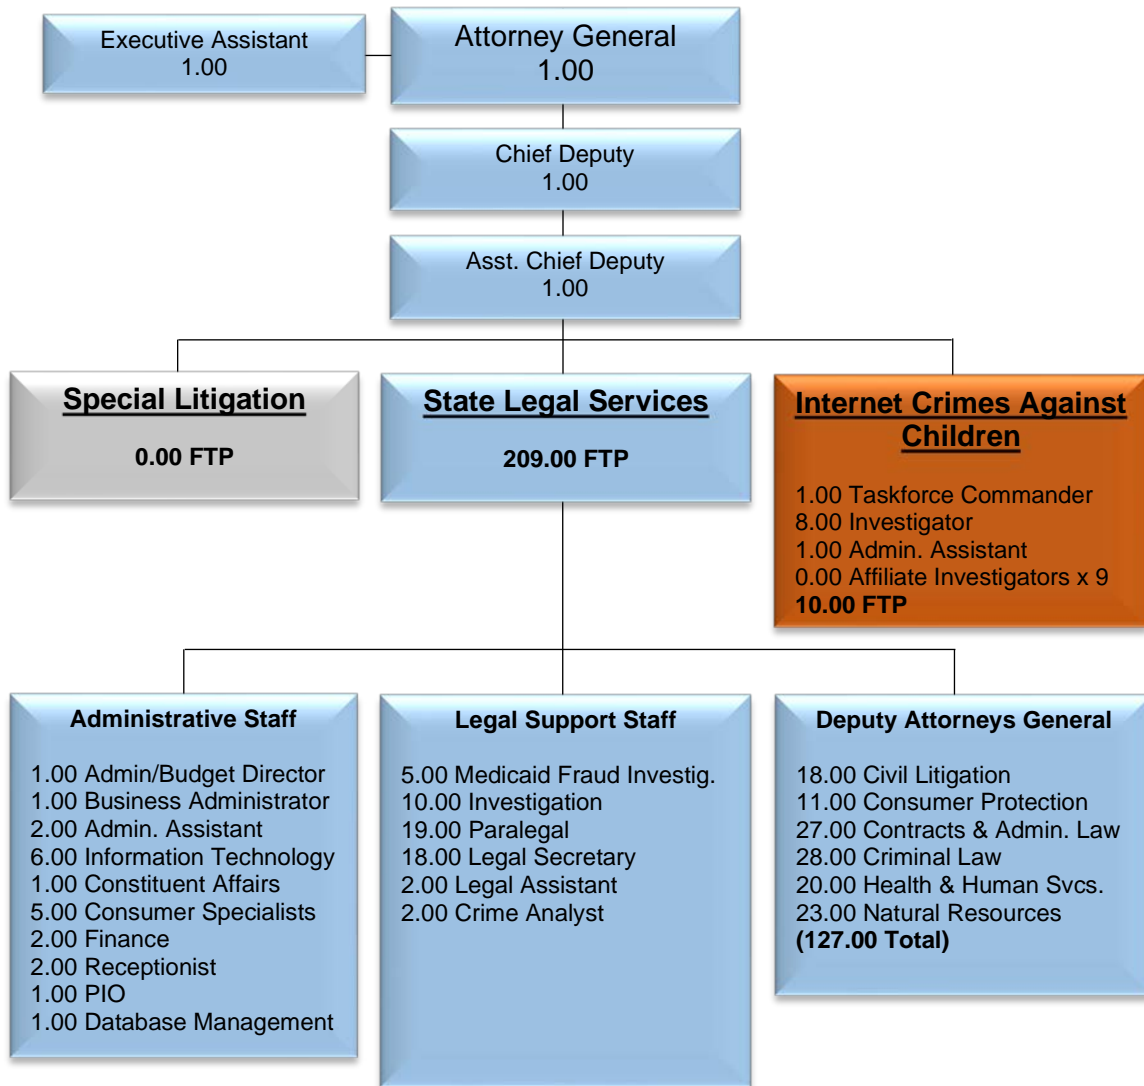 Executive Assistant
1.00
Attorney General
1.00
Chief Deputy
1.00
Asst. Chief Deputy
1.00
Special Litigation
0.00 FTP
State Legal Services
209.00 FTP
Internet Crimes Against
Children
1.00 Taskforce Commander
8.00 Investigator
1.00 Admin. Assistant
0.00 Affiliate Investigators x 9
10.00 FTP
Administrative Staff
1.00 Admin/Budget Director
1.00 Business Administrator
2.00 Admin. Assistant
6.00 Information Technology
1.00 Constituent Affairs
5.00 Consumer Specialists
2.00 Finance
2.00 Receptionist
1.00 PIO
1.00 Database Management
Legal Support Staff
5.00 Medicaid Fraud Investig.
10.00 Investigation
19.00 Paralegal
18.00 Legal Secretary
2.00 Legal Assistant
2.00 Crime Analyst
Deputy Attorneys General
18.00 Civil Litigation
11.00 Consumer Protection
27.00 Contracts & Admin. Law
28.00 Criminal Law
20.00 Health & Human Svcs.
23.00 Natural Resources
(127.00 Total)